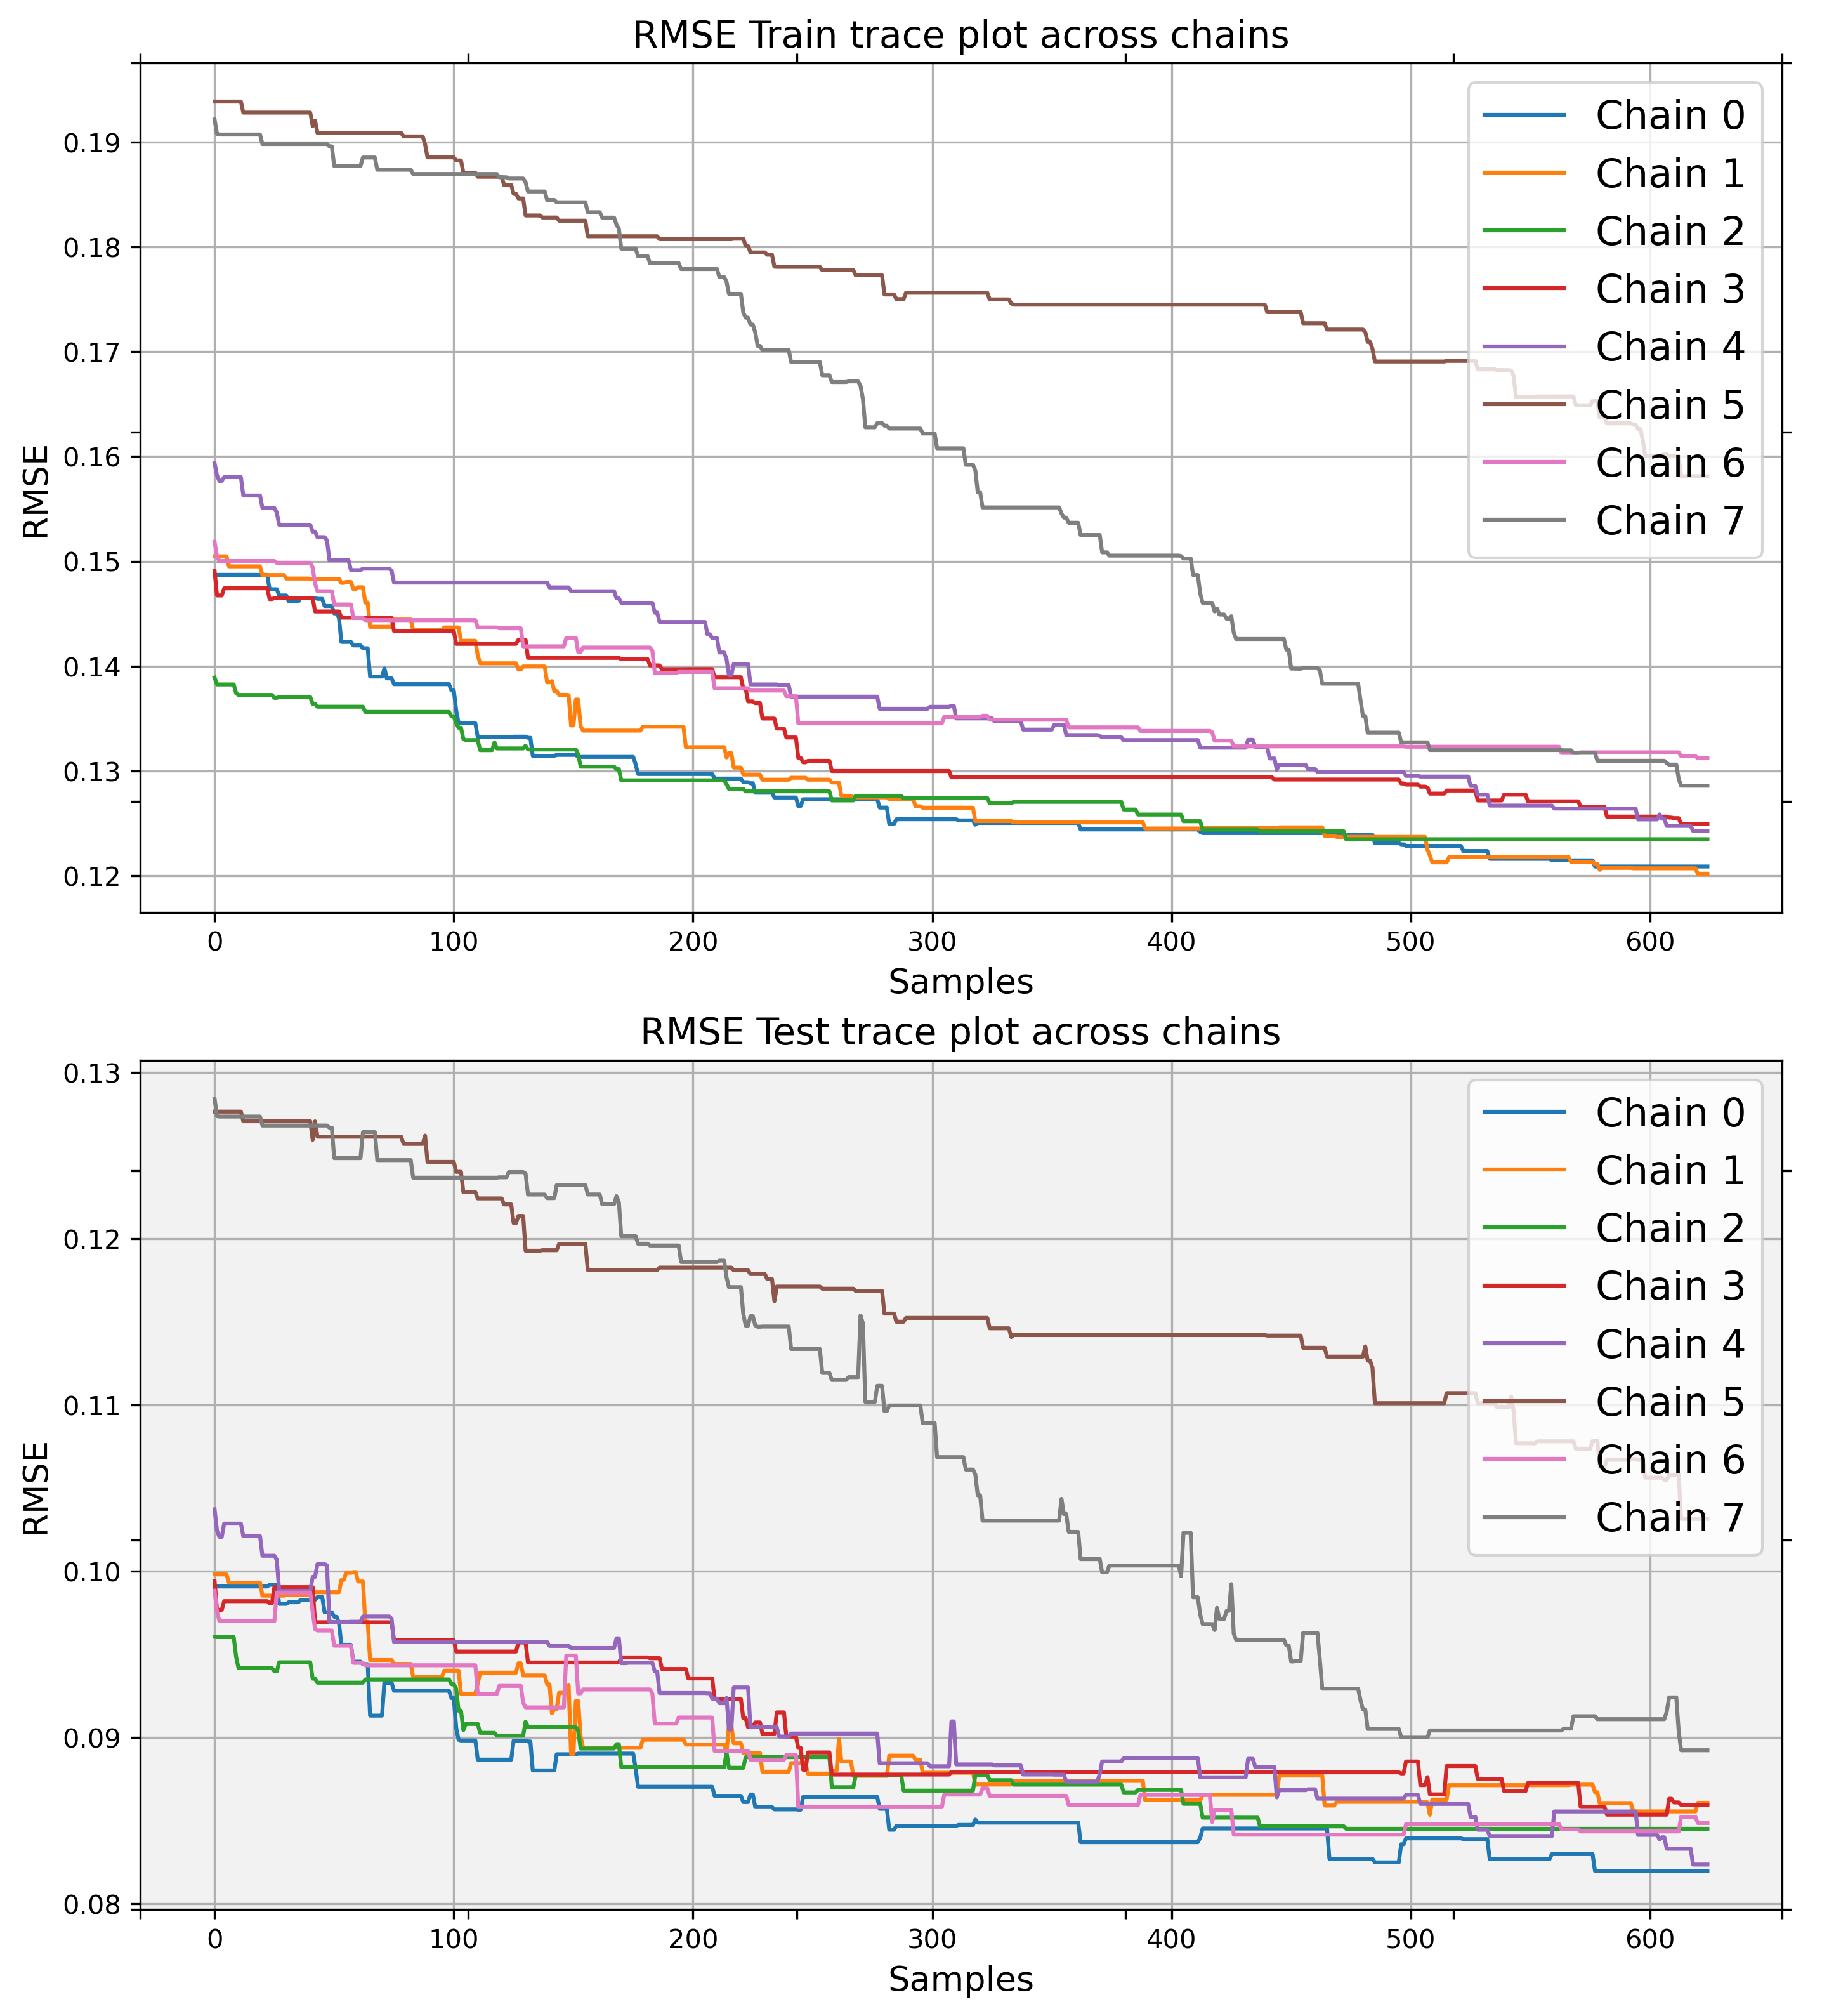 RMSE Train trace plot across chains
0.19
0.18
0.17
0.16
0.15
0.14
0.13
0.12
RMSE
Chain 0
Chain 1
Chain 2
Chain 3
Chain 4
Chain 5
Chain 6
Chain 7
0 100 200 300 400 500 600
Samples
RMSE Test trace plot across chains
0.13
0.12
0.11
0.10
0.09
0.08
RMSE
Chain 0
Chain 1
Chain 2
Chain 3
Chain 4
Chain 5
Chain 6
Chain 7
0 100 200 300 400 500 600
Samples